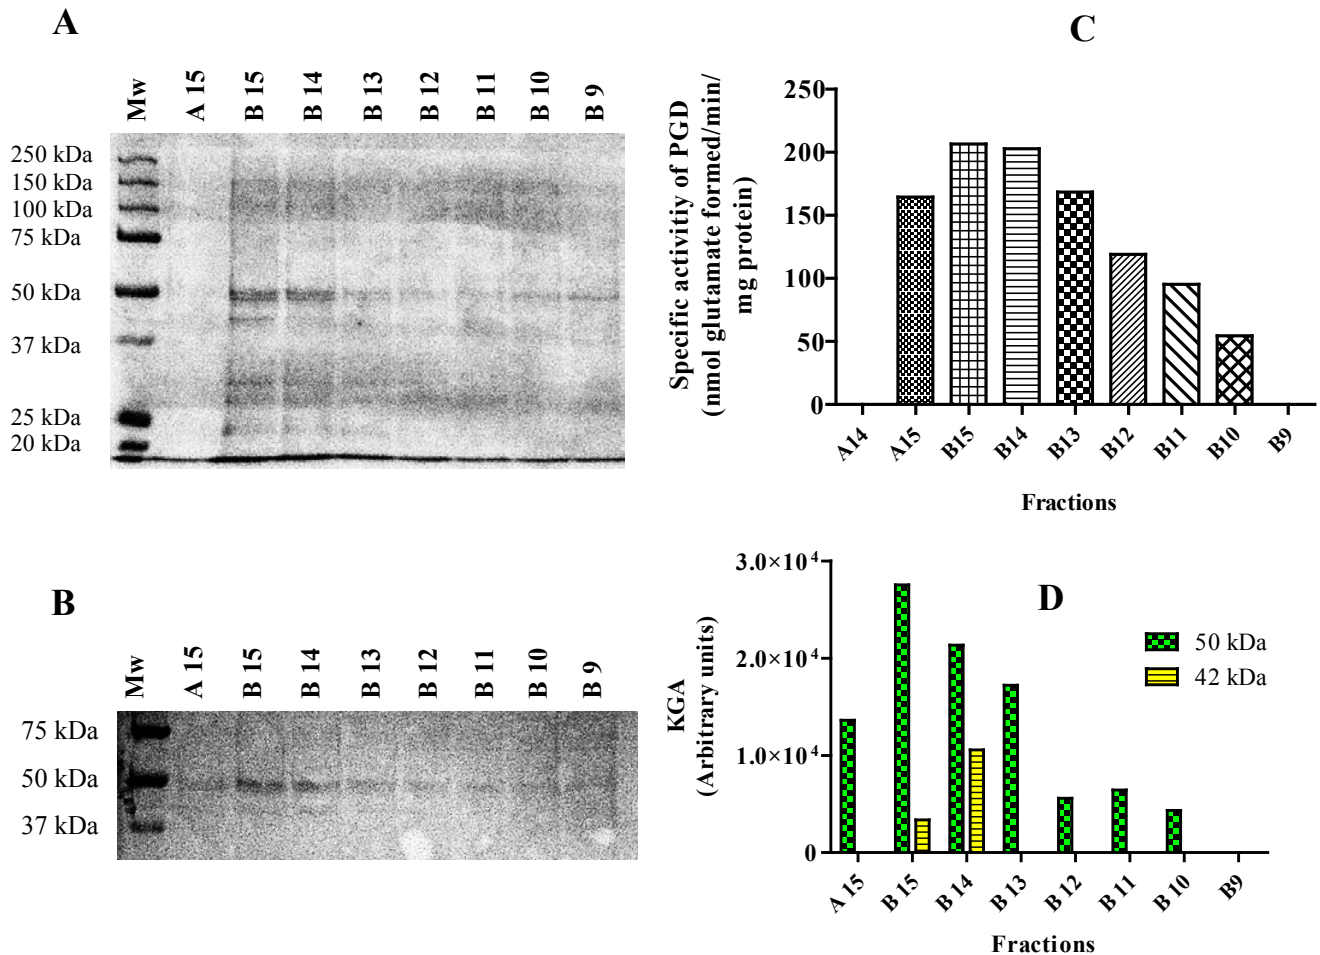 A
Mw
A 15
B 15
B 14
B 13
B 12
B 11
B 10
B 9
250 kDa
150 kDa
100 kDa
75 kDa
50 kDa
37 kDa
25 kDa
20 kDa
B
Mw
A 15
B 15
B 14
B 13
B 12
B 11
B 10
B 9
75 kDa
50 kDa
37 kDa
C
Specific activitiy of PGD
(nmol glutamate formed/min/
mg protein)
250
200
150
100
50
0
A14
A15
B15
B14
B13
B12
B11
B10
B9
Fractions
D
KGA
(Arbitrary units)
3.0×10⁴
2.0×10⁴
1.0×10⁴
0
50 kDa
42 kDa
A 15
B 15
B 14
B 13
B 12
B 11
B 10
B9
Fractions